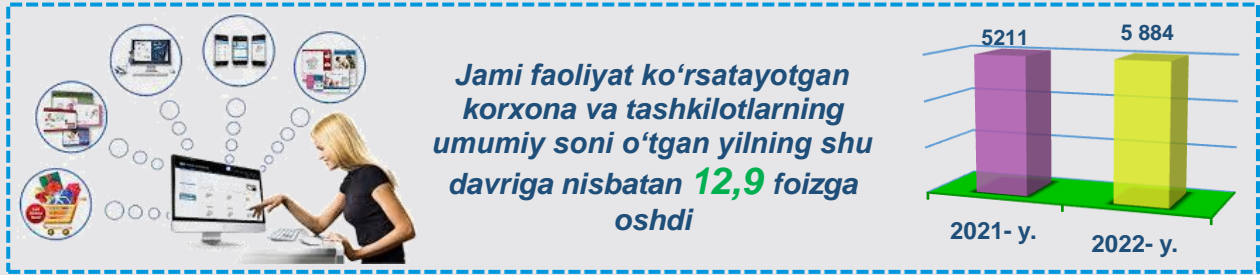 Jami faoliyat ko‘rsatayotgan
korxona va tashkilotlarning
umumiy soni o‘tgan yilning shu
davriga nisbatan 12,9 foizga
oshdi
5211
5 884
2021- y.
2022- y.